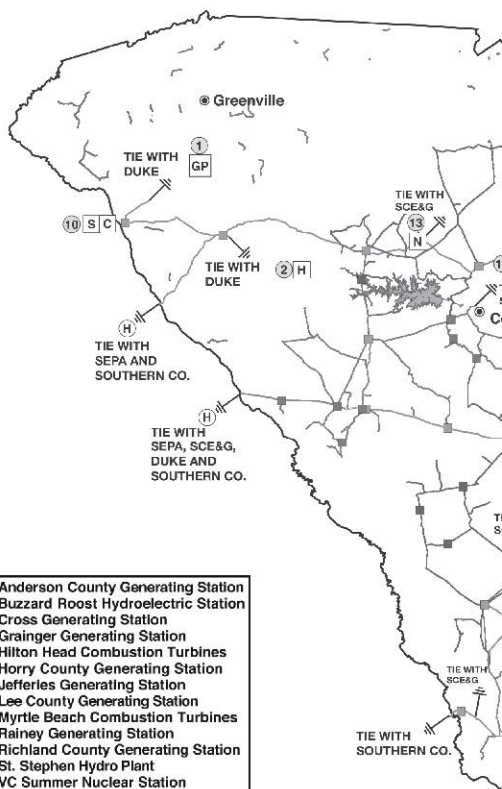 Greenville
1
GP
TIE WITH
DUKE
TIE WITH
SCE&G
13
N
10 S C
TIE WITH
DUKE
2 H
H
TIE WITH
SEPA AND
SOUTHERN CO.
H
TIE WITH
SEPA, SCE&G,
DUKE AND
SOUTHERN CO.
Anderson County Generating Station
Buzzard Roost Hydroelectric Station
Cross Generating Station
Grainger Generating Station
Hilton Head Combustion Turbines
Horry County Generating Station
Jefferies Generating Station
Lee County Generating Station
Myrtle Beach Combustion Turbines
Rainey Generating Station
Richland County Generating Station
St. Stephen Hydro Plant
VC Summer Nuclear Station
TIE WITH
SCE&G
TIE WITH
SOUTHERN CO.